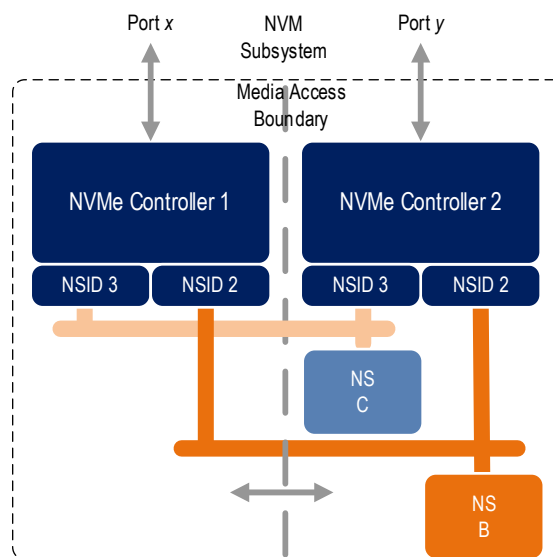 Port x
NVM
Subsystem
Port y
Media Access
Boundary
NVMe Controller 1
NVMe Controller 2
NSID 3
NSID 2
NSID 3
NSID 2
NS
C
NS
B